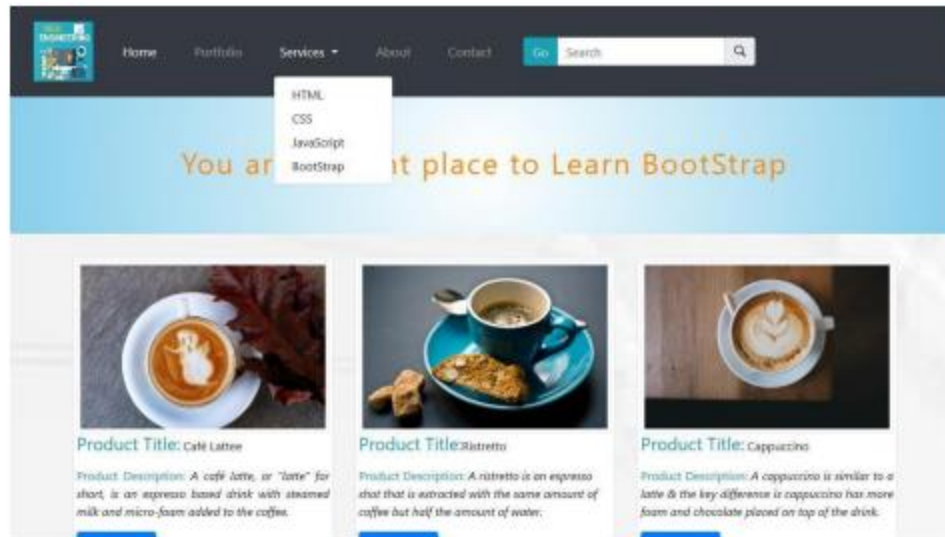 ENGINEERING
Home Portfolio Services About Contact Go Search
HTML
CSS
JavaScript
BootStrap
You ar nt place to Learn BootStrap
Product Title: Café Lattee
Product Description: A café latte, or "latte" for
short, is an espresso based drink with steamed
milk and micro-foam added to the coffee.
Product Title:Ristretto
Product Description: A ristretto is an espresso
shot that is extracted with the same amount of
coffee but half the amount of water.
Product Title: Cappuccino
Product Description: A cappuccino is similar to a
latte & the key difference is cappuccino has more
foam and chocolate placed on top of the drink.